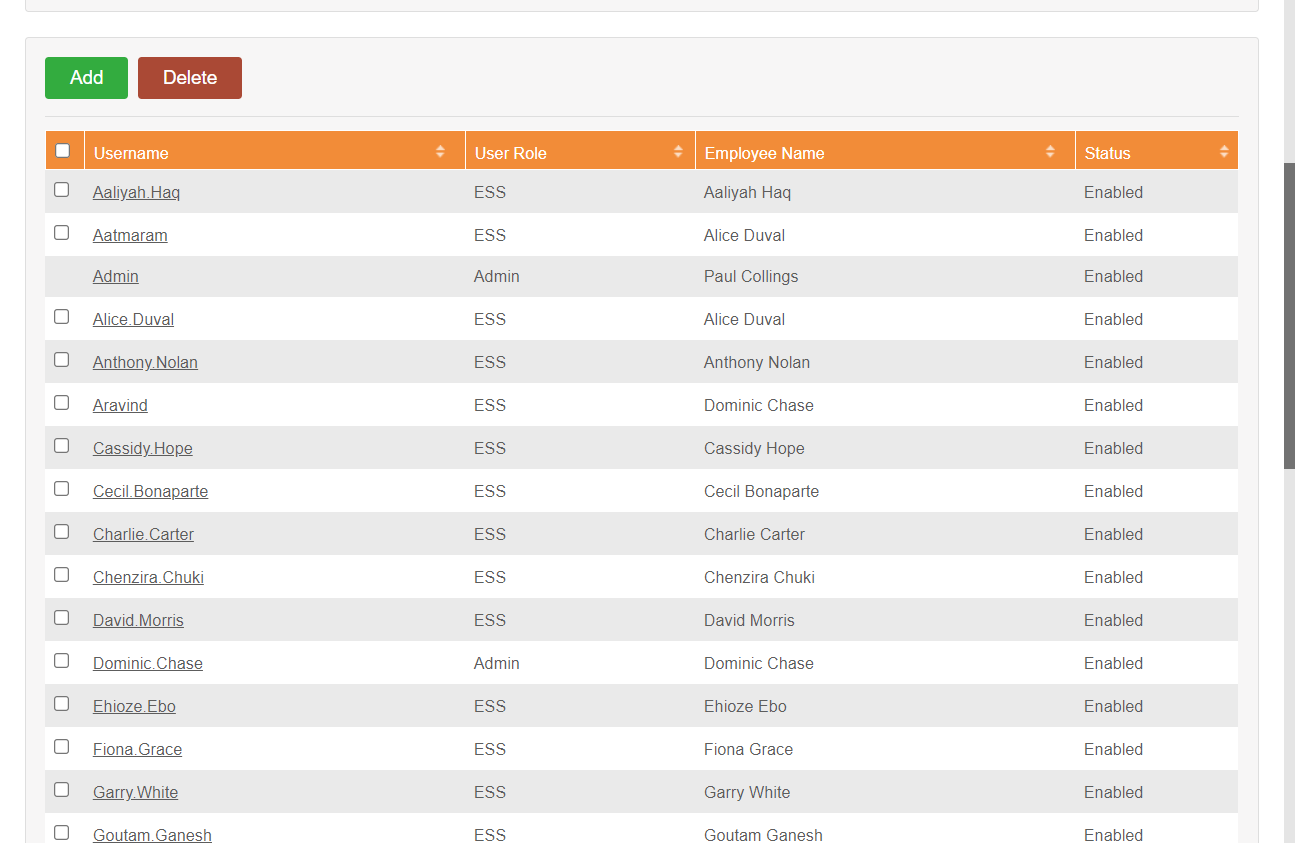 Add Delete
Username User Role Employee Name Status
Aaliyah.Haq ESS Aaliyah Haq Enabled
Aatmaram ESS Alice Duval Enabled
Admin Admin Paul Collings Enabled
Alice.Duval ESS Alice Duval Enabled
Anthony.Nolan ESS Anthony Nolan Enabled
Aravind ESS Dominic Chase Enabled
Cassidy.Hope ESS Cassidy Hope Enabled
Cecil.Bonaparte ESS Cecil Bonaparte Enabled
Charlie.Carter ESS Charlie Carter Enabled
Chenzira.Chuki ESS Chenzira Chuki Enabled
David.Morris ESS David Morris Enabled
Dominic.Chase Admin Dominic Chase Enabled
Ehioze.Ebo ESS Ehioze Ebo Enabled
Fiona.Grace ESS Fiona Grace Enabled
Garry.White ESS Garry White Enabled
Goutam.Ganesh ESS Goutam Ganesh Enabled